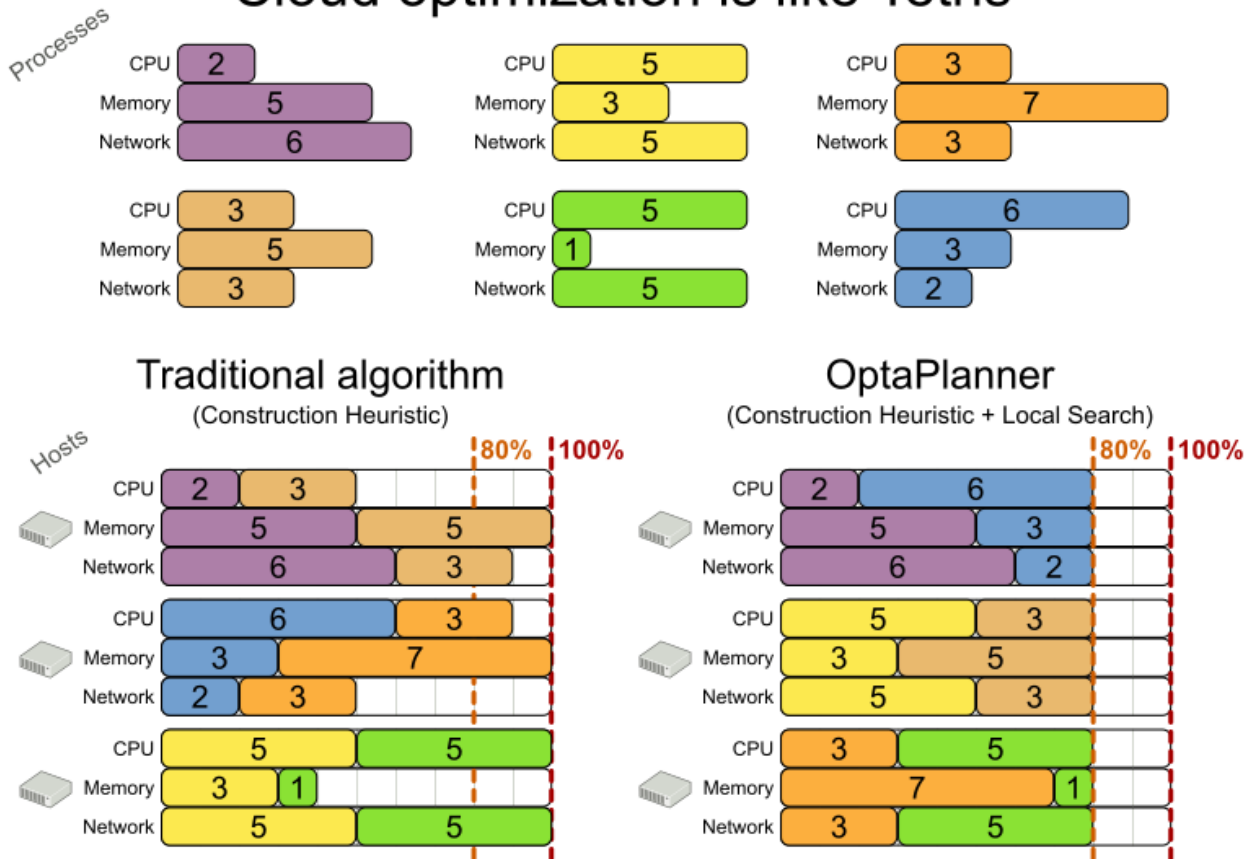 Cloud optimization is like Tetris
Processes
CPU 2
Memory 5
Network 6
CPU 5
Memory 3
Network 5
CPU 3
Memory 7
Network 3
CPU 3
Memory 5
Network 3
CPU 5
Memory 1
Network 5
CPU 6
Memory 3
Network 2
Traditional algorithm
(Construction Heuristic)
Hosts
80% 100%
CPU 2 3
Memory 5 5
Network 6 3
CPU 6 3
Memory 3 7
Network 2 3
CPU 5 5
Memory 3 1
Network 5 5
OptaPlanner
(Construction Heuristic + Local Search)
80% 100%
CPU 2 6
Memory 5 3
Network 6 2
CPU 5 3
Memory 3 5
Network 5 3
CPU 3 5
Memory 7 1
Network 3 5